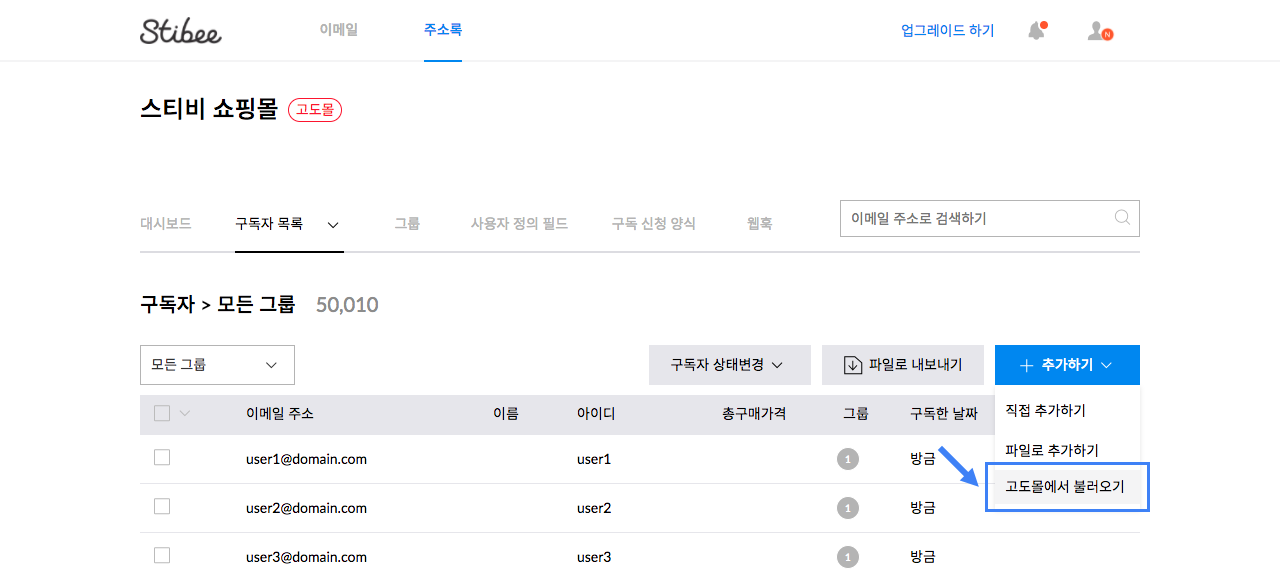 Stibee 이메일 주소록 업그레이드 하기 N
스티비 쇼핑몰 고도몰
대시보드 구독자 목록 그룹 사용자 정의 필드 구독 신청 양식 웹훅 이메일 주소로 검색하기
구독자 > 모든 그룹 50,010
모든 그룹 구독자 상태변경 파일로 내보내기 + 추가하기
이메일 주소 이름 아이디 총구매가격 그룹 구독한 날짜 직접 추가하기
파일로 추가하기
user1@domain.com user1 1 방금
고도몰에서 불러오기
user2@domain.com user2 1 방금
user3@domain.com user3 1 방금